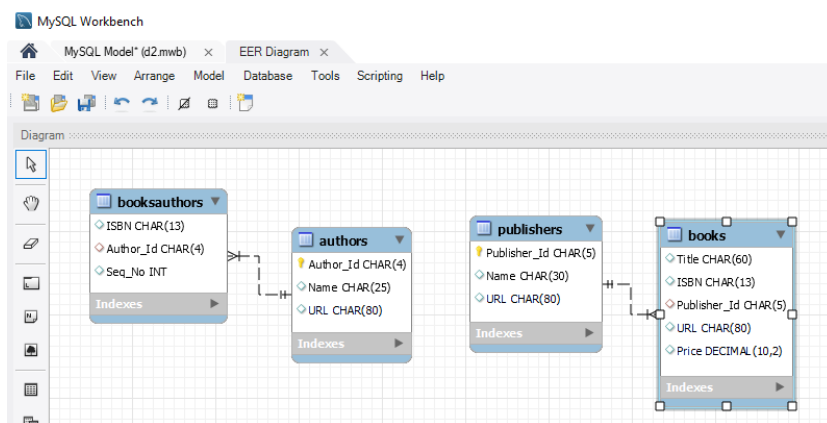 MySQL Workbench
MySQL Model* (d2.mwb) × EER Diagram ×
File Edit View Arrange Model Database Tools Scripting Help
Diagram
booksauthors
ISBN CHAR(13)
Author_Id CHAR(4)
Seq_No INT
Indexes
authors
Author_Id CHAR(4)
Name CHAR(25)
URL CHAR(80)
Indexes
publishers
Publisher_Id CHAR(5)
Name CHAR(30)
URL CHAR(80)
Indexes
books
Title CHAR(60)
ISBN CHAR(13)
Publisher_Id CHAR(5)
URL CHAR(80)
Price DECIMAL(10,2)
Indexes